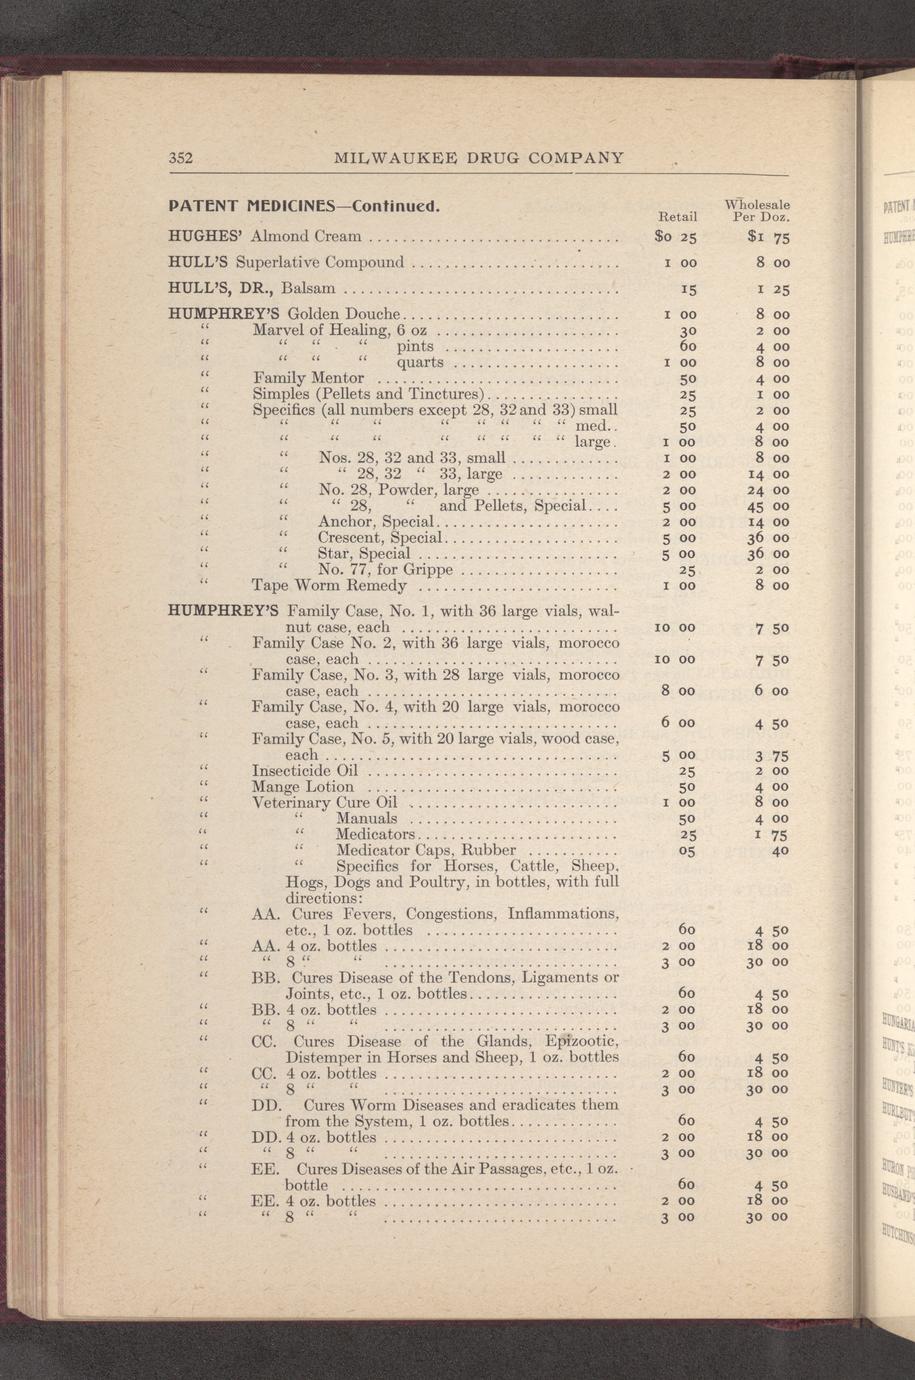 352 MILWAUKEE DRUG COMPANY
PATENT MEDICINES—Continued.
Retail Wholesale Per Doz.
HUGHES' Almond Cream $0 25 $1 75
HULL'S Superlative Compound 1 00 8 00
HULL'S, DR., Balsam 15 1 25
HUMPHREY'S Golden Douche 1 00 8 00
“ Marvel of Healing, 6 oz 30 2 00
“ “ “ “ pints 60 4 00
“ “ “ “ quarts 1 00 8 00
“ Family Mentor 50 4 00
“ Simples (Pellets and Tinctures) 25 1 00
“ Specifics (all numbers except 28, 32 and 33) small 25 2 00
“ “ “ “ “ “ “ “ “ med. 50 4 00
“ “ “ “ “ “ “ “ “ large 1 00 8 00
“ “ Nos. 28, 32 and 33, small 1 00 8 00
“ “ “ 28, 32 “ 33, large 2 00 14 00
“ “ No. 28, Powder, large 2 00 24 00
“ “ “ 28, “ and Pellets, Special 5 00 45 00
“ “ Anchor, Special 2 00 14 00
“ “ Crescent, Special 5 00 36 00
“ “ Star, Special 5 00 36 00
“ “ No. 77, for Grippe 25 2 00
“ Tape Worm Remedy 1 00 8 00
HUMPHREY'S Family Case, No. 1, with 36 large vials, wal-
nut case, each 10 00 7 50
“ Family Case No. 2, with 36 large vials, morocco
case, each 10 00 7 50
“ Family Case, No. 3, with 28 large vials, morocco
case, each 8 00 6 00
“ Family Case, No. 4, with 20 large vials, morocco
case, each 6 00 4 50
“ Family Case, No. 5, with 20 large vials, wood case,
each 5 00 3 75
“ Insecticide Oil 25 2 00
“ Mange Lotion 50 4 00
“ Veterinary Cure Oil 1 00 8 00
“ “ Manuals 50 4 00
“ “ Medicators 25 1 75
“ “ Medicator Caps, Rubber 05 40
“ “ Specifics for Horses, Cattle, Sheep,
Hogs, Dogs and Poultry, in bottles, with full
directions:
“ AA. Cures Fevers, Congestions, Inflammations,
etc., 1 oz. bottles 60 4 50
“ AA. 4 oz. bottles 2 00 18 00
“ “ 8 “ “ 3 00 30 00
“ BB. Cures Disease of the Tendons, Ligaments or
Joints, etc., 1 oz. bottles 60 4 50
“ BB. 4 oz. bottles 2 00 18 00
“ “ 8 “ “ 3 00 30 00
“ CC. Cures Disease of the Glands, Epizootic,
Distemper in Horses and Sheep, 1 oz. bottles 60 4 50
“ CC. 4 oz. bottles 2 00 18 00
“ “ 8 “ “ 3 00 30 00
“ DD. Cures Worm Diseases and eradicates them
from the System, 1 oz. bottles 60 4 50
“ DD. 4 oz. bottles 2 00 18 00
“ “ 8 “ “ 3 00 30 00
“ EE. Cures Diseases of the Air Passages, etc., 1 oz.
bottle 60 4 50
“ EE. 4 oz. bottles 2 00 18 00
“ “ 8 “ “ 3 00 30 00
PATENT
HUNTER'S